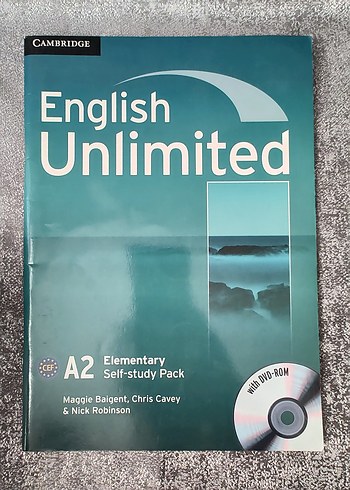 CAMBRIDGE
English
Unlimited
CEF
A2
Elementary
Self-study Pack
Maggie Baigent, Chris Cavey
& Nick Robinson
with DVD-ROM